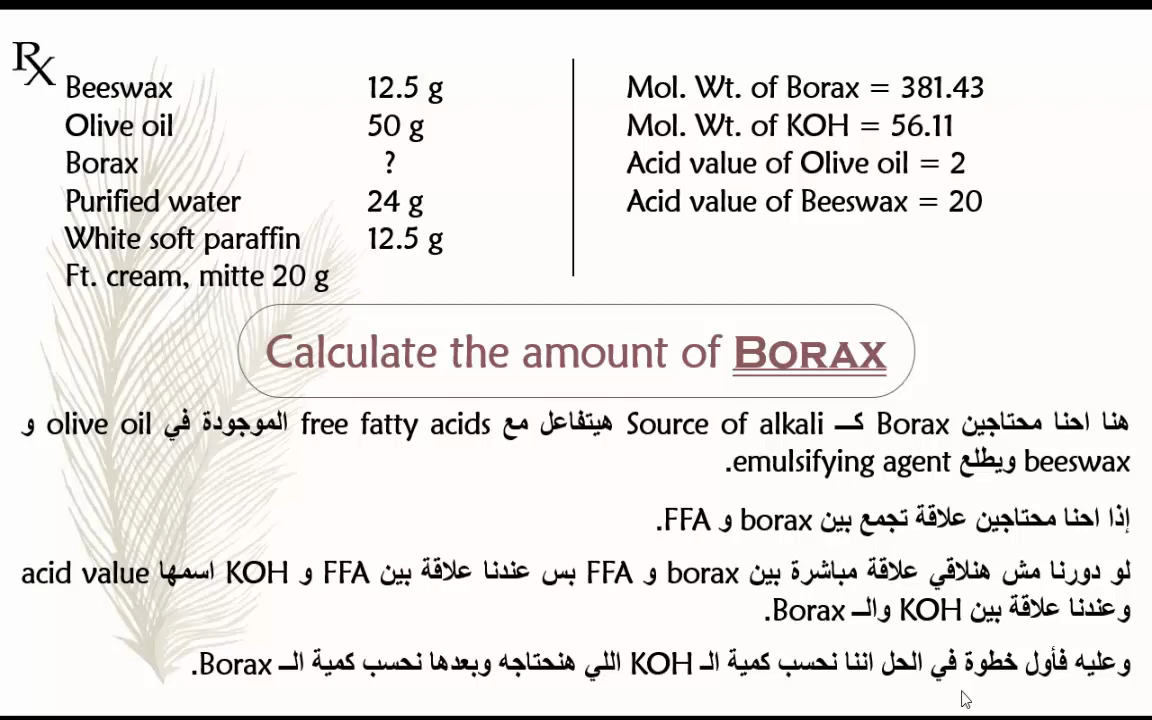 Rx
Beeswax 12.5 g
Olive oil 50 g
Borax ?
Purified water 24 g
White soft paraffin 12.5 g
Ft. cream, mitte 20 g
Mol. Wt. of Borax = 381.43
Mol. Wt. of KOH = 56.11
Acid value of Olive oil = 2
Acid value of Beeswax = 20
Calculate the amount of BORAX
هنا احنا محتاجين Borax كـــ Source of alkali هيتفاعل مع free fatty acids الموجودة في olive oil و
beeswax ويطلع emulsifying agent.
إذا احنا محتاجين علاقة تجمع بين borax و FFA.
لو دورنا مش هنلاقي علاقة مباشرة بين borax و FFA بس عندنا علاقة بين FFA و KOH اسمها acid value
وعندنا علاقة بين KOH والــ Borax.
وعليه فأول خطوة في الحل اننا نحسب كمية الـ KOH اللي هنحتاجه وبعدها نحسب كمية الــ Borax.